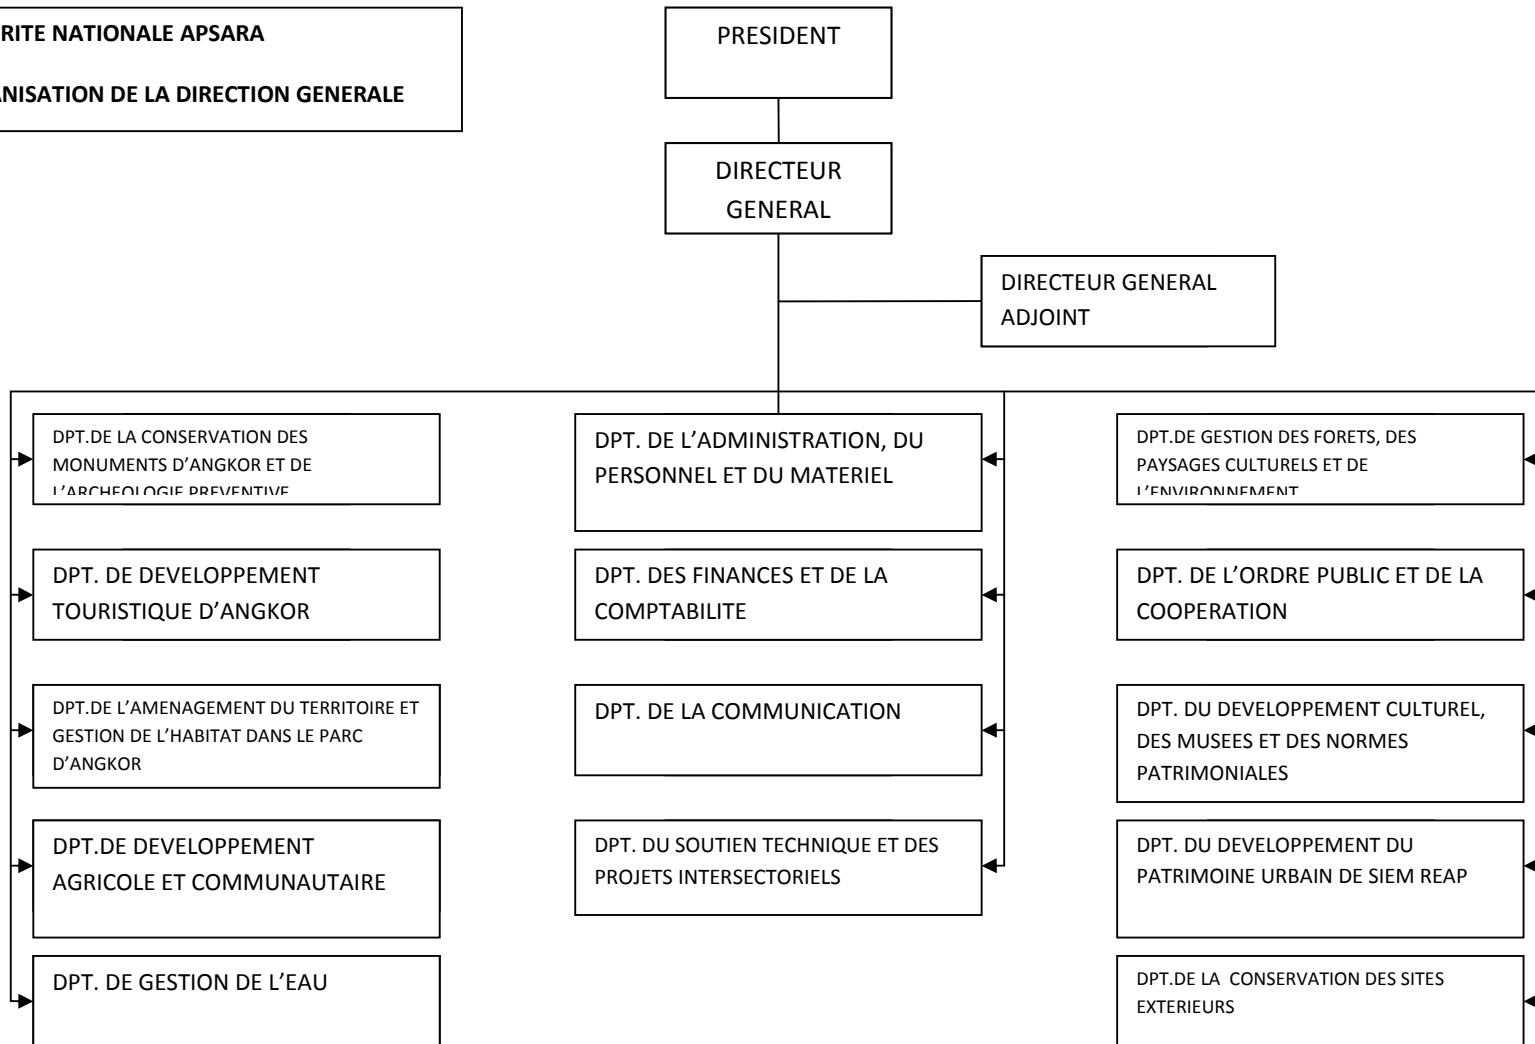 RITE NATIONALE APSARA
ANISATION DE LA DIRECTION GENERALE
PRESIDENT
DIRECTEUR
GENERAL
DIRECTEUR GENERAL
ADJOINT
DPT.DE LA CONSERVATION DES
MONUMENTS D’ANGKOR ET DE
L’ARCHEOLOGIE PREVENTIVE
DPT. DE DEVELOPPEMENT
TOURISTIQUE D’ANGKOR
DPT.DE L’AMENAGEMENT DU TERRITOIRE ET
GESTION DE L’HABITAT DANS LE PARC
D’ANGKOR
DPT.DE DEVELOPPEMENT
AGRICOLE ET COMMUNAUTAIRE
DPT. DE GESTION DE L’EAU
DPT. DE L’ADMINISTRATION, DU
PERSONNEL ET DU MATERIEL
DPT. DES FINANCES ET DE LA
COMPTABILITE
DPT. DE LA COMMUNICATION
DPT. DU SOUTIEN TECHNIQUE ET DES
PROJETS INTERSECTORIELS
DPT.DE GESTION DES FORETS, DES
PAYSAGES CULTURELS ET DE
L’ENVIRONNEMENT
DPT. DE L’ORDRE PUBLIC ET DE LA
COOPERATION
DPT. DU DEVELOPPEMENT CULTUREL,
DES MUSEES ET DES NORMES
PATRIMONIALES
DPT. DU DEVELOPPEMENT DU
PATRIMOINE URBAIN DE SIEM REAP
DPT.DE LA  CONSERVATION DES SITES
EXTERIEURS